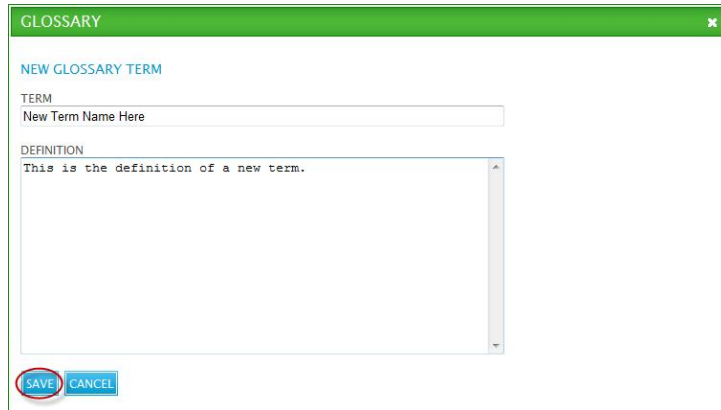 GLOSSARY
NEW GLOSSARY TERM
TERM
New Term Name Here
DEFINITION
This is the definition of a new term.
SAVE CANCEL